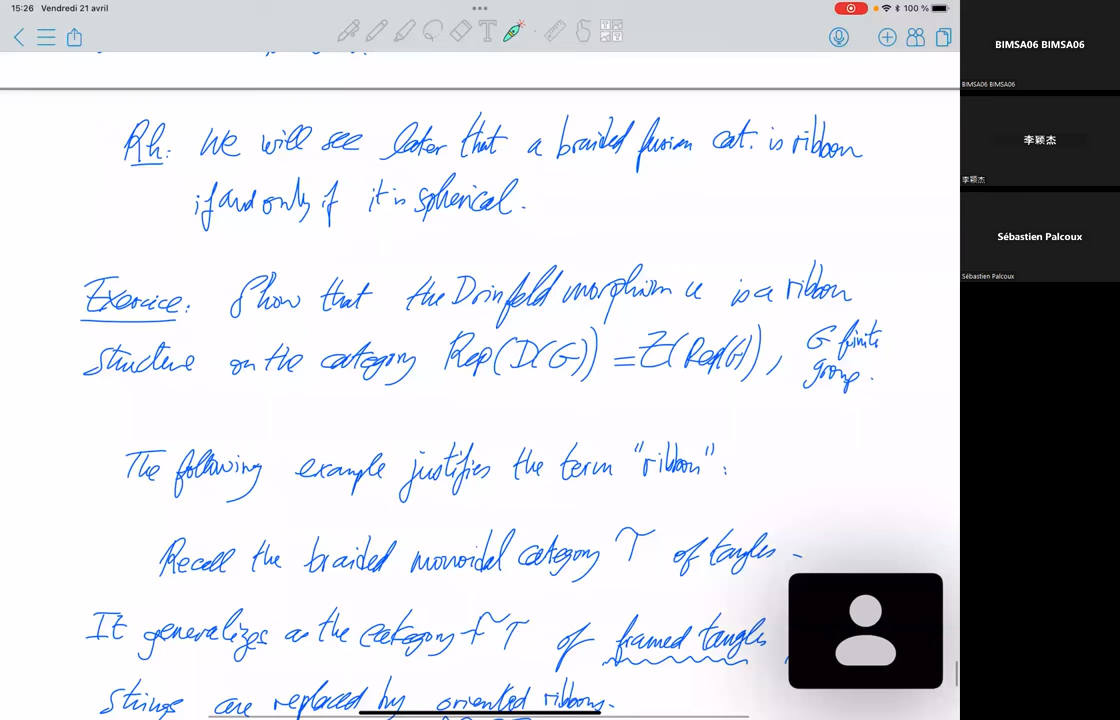 15:26 Vendredi 21 avril
100 %
BIMSA06 BIMSA06
BIMSA06 BIMSA06
李颖杰
李颖杰
Sébastien Palcoux
Sébastien Palcoux
Rk: We will see later that a braided fusion cat. is ribbon
if and only if it is spherical.
Exercice: Show that the Drinfeld morphism u is a ribbon
structure on the category Rep(D(G)) = Z(Rep(G)), G finite
group.
The following example justifies the term "ribbon":
Recall the braided monoidal category T of tangles -
It generalizes as the category fT of framed tangles
strings are replaced by oriented ribbons.